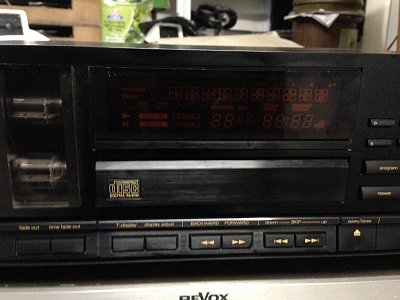 program
repeat
COMPACT
disc
DIGITAL AUDIO
fade out time fade out T-display display adjust BACKWARD FORWARD down SKIP up open/close
REVOX